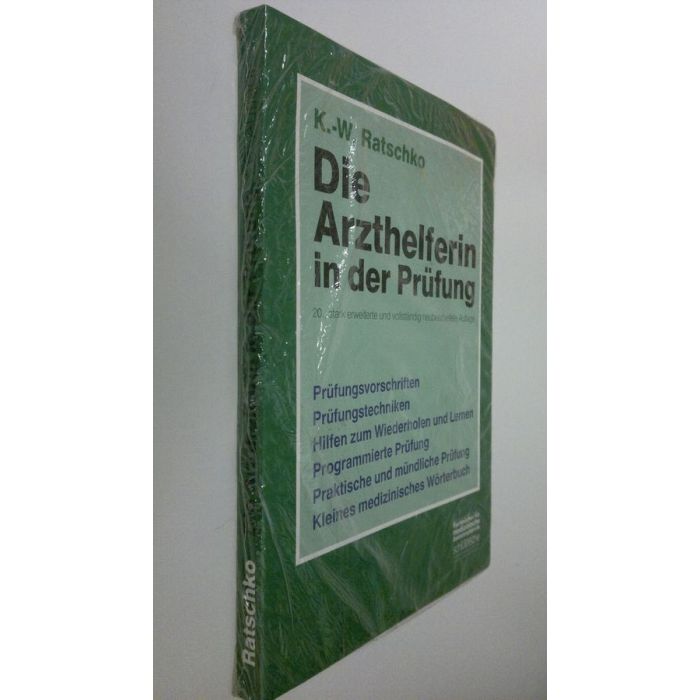 K.-W. Ratschko
Die
Arzthelferin
in der Prüfung
20., stark erweiterte und vollständig neubearbeitete Auflage
Prüfungsvorschriften
Prüfungstechniken
Hilfen zum Wiederholen und Lernen
Programmierte Prüfung
Praktische und mündliche Prüfung
Kleines medizinisches Wörterbuch
Ratschko